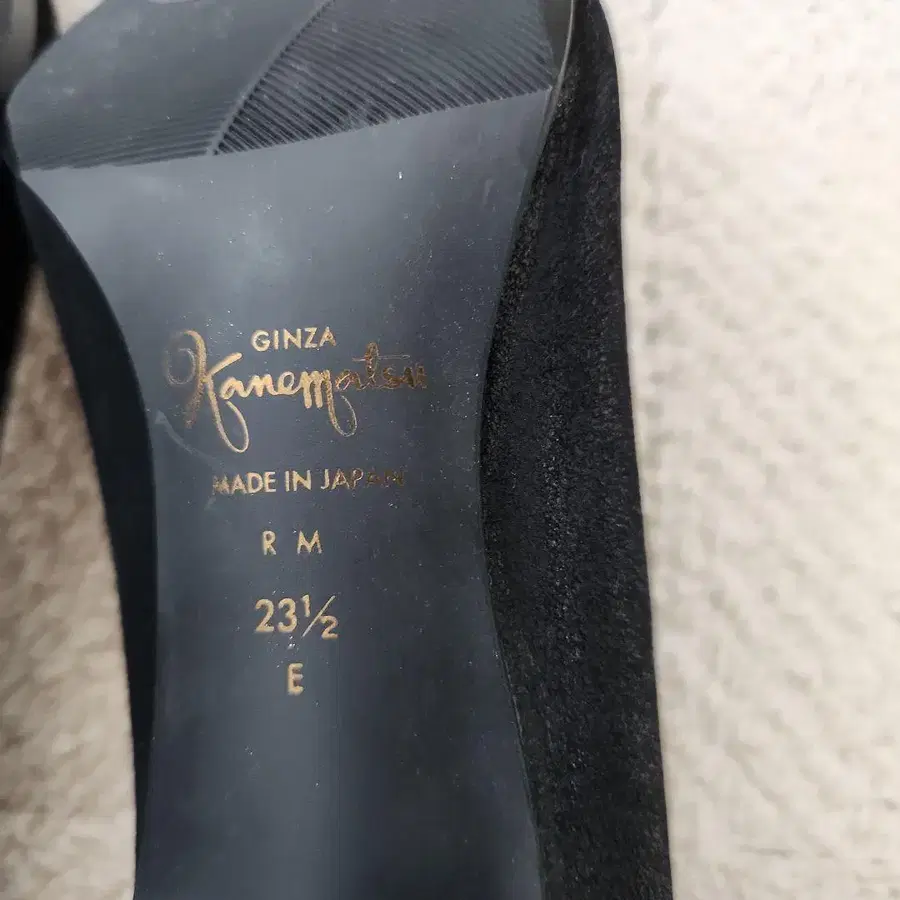 GINZA
Kanematsu
MADE IN JAPAN
R M
23½
E